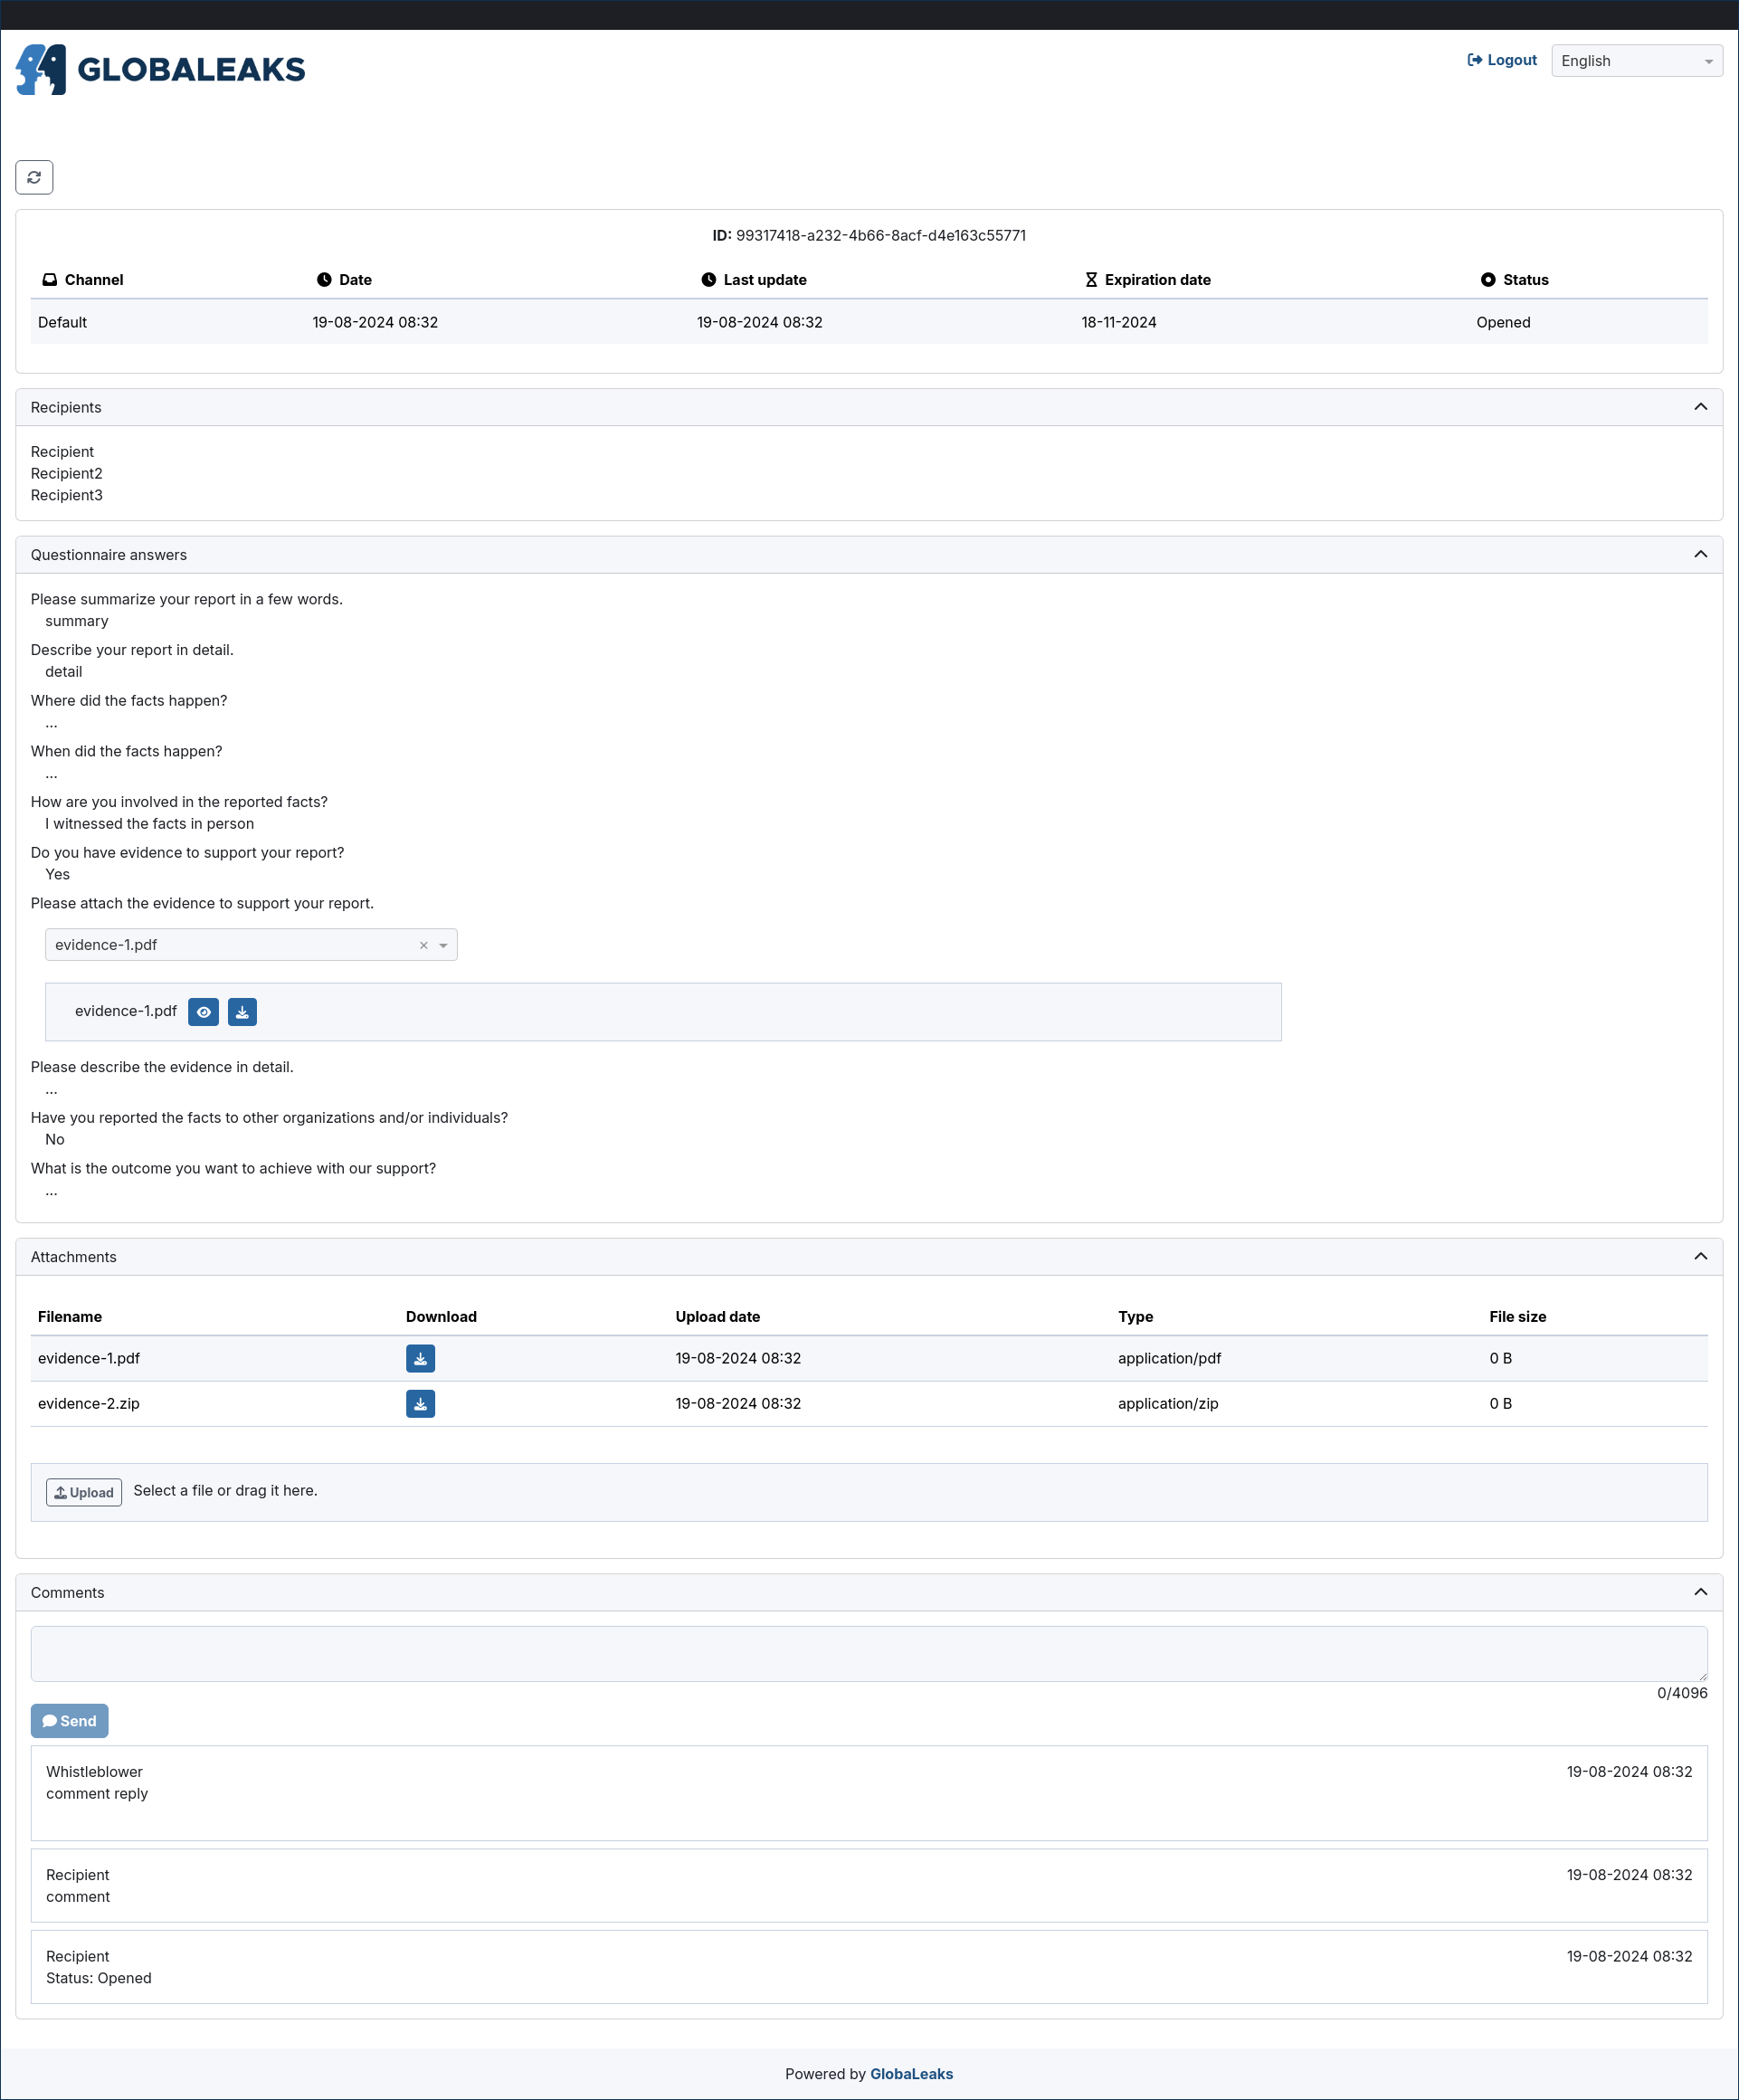 GLOBALEAKS
Logout English
ID: 99317418-a232-4b66-8acf-d4e163c55771
Channel Date Last update Expiration date Status
Default 19-08-2024 08:32 19-08-2024 08:32 18-11-2024 Opened
Recipients
Recipient
Recipient2
Recipient3
Questionnaire answers
Please summarize your report in a few words.
summary
Describe your report in detail.
detail
Where did the facts happen?
...
When did the facts happen?
...
How are you involved in the reported facts?
I witnessed the facts in person
Do you have evidence to support your report?
Yes
Please attach the evidence to support your report.
evidence-1.pdf ×
evidence-1.pdf
Please describe the evidence in detail.
...
Have you reported the facts to other organizations and/or individuals?
No
What is the outcome you want to achieve with our support?
...
Attachments
Filename Download Upload date Type File size
evidence-1.pdf 19-08-2024 08:32 application/pdf 0 B
evidence-2.zip 19-08-2024 08:32 application/zip 0 B
Upload Select a file or drag it here.
Comments
0/4096
Send
Whistleblower 19-08-2024 08:32
comment reply
Recipient 19-08-2024 08:32
comment
Recipient 19-08-2024 08:32
Status: Opened
Powered by GlobaLeaks